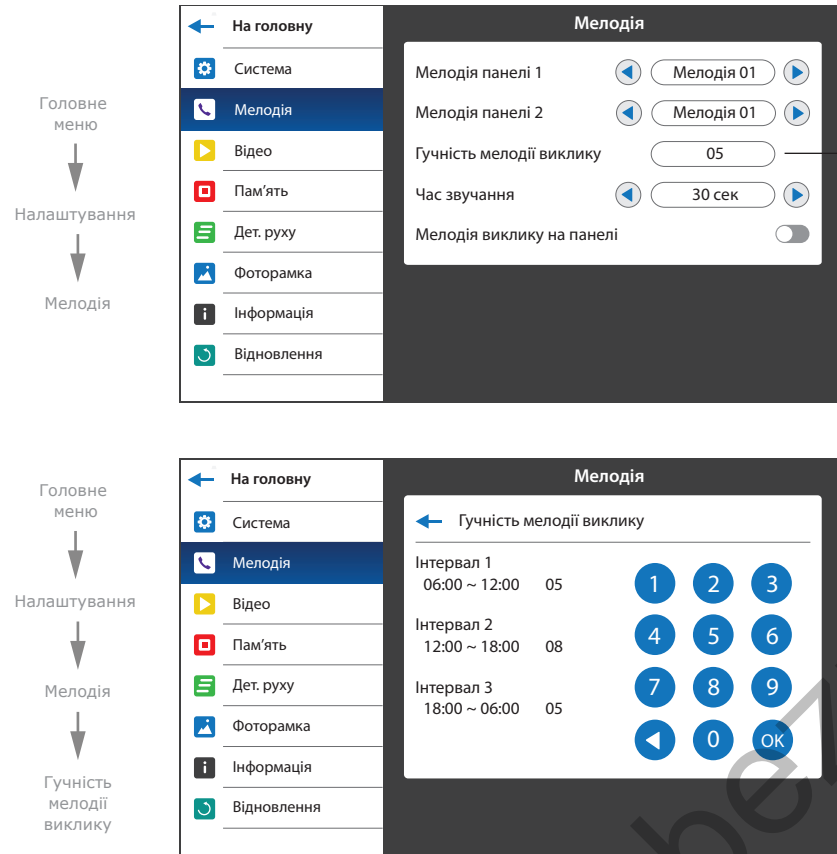 Головне
меню
Налаштування
Мелодія
На головну
Система
Мелодія
Відео
Пам’ять
Дет. руху
Фоторамка
Інформація
Відновлення
Мелодія
Мелодія панелі 1 Мелодія 01
Мелодія панелі 2 Мелодія 01
Гучність мелодії виклику 05
Час звучання 30 сек
Мелодія виклику на панелі
Головне
меню
Налаштування
Мелодія
Гучність
мелодії
виклику
На головну
Система
Мелодія
Відео
Пам’ять
Дет. руху
Фоторамка
Інформація
Відновлення
Мелодія
Гучність мелодії виклику
Інтервал 1
06:00 ~ 12:00 05
Інтервал 2
12:00 ~ 18:00 08
Інтервал 3
18:00 ~ 06:00 05
1 2 3
4 5 6
7 8 9
0 OK